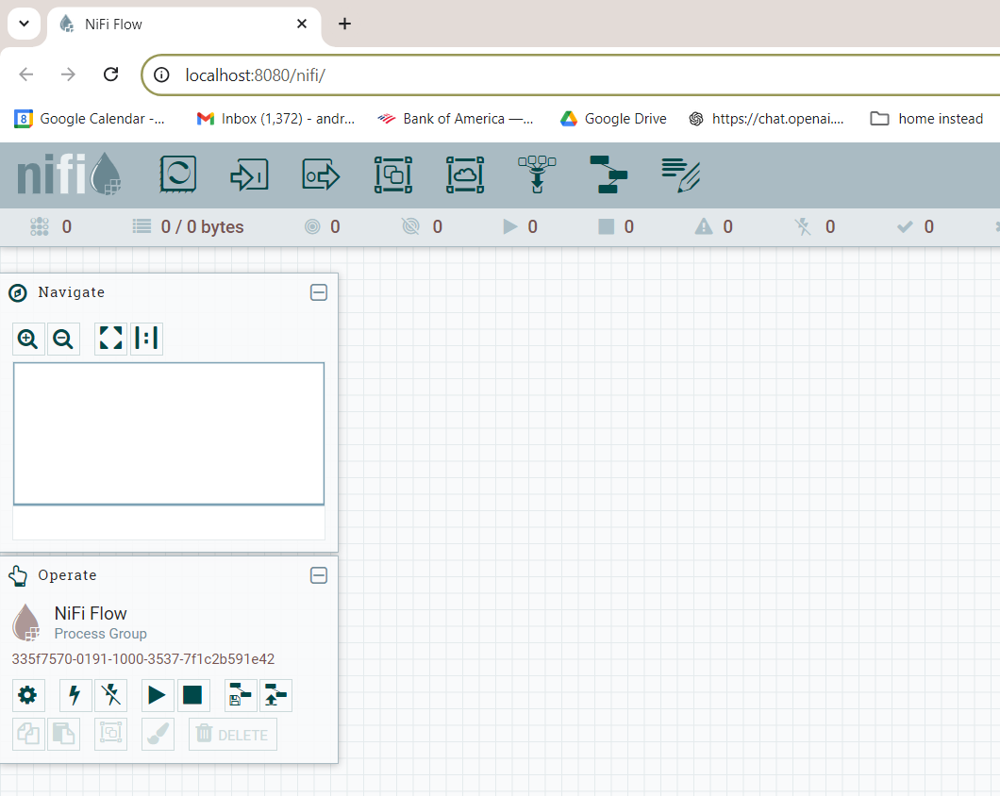 NiFi Flow
localhost:8080/nifi/
8 Google Calendar -... Inbox (1,372) - andr... Bank of America —... Google Drive https://chat.openai.... home instead
nifi
0 0 / 0 bytes 0 0 0 0 0 0 0
Navigate
Operate
NiFi Flow
Process Group
335f7570-0191-1000-3537-7f1c2b591e42
DELETE